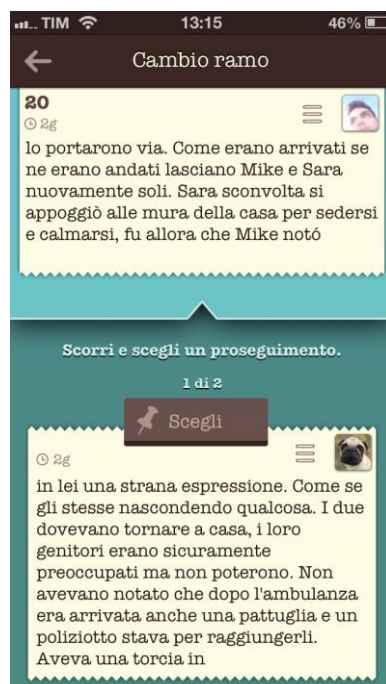 TIM 13:15 46%
Cambio ramo
20
2g
lo portarono via. Come erano arrivati se
ne erano andati lasciano Mike e Sara
nuovamente soli. Sara sconvolta si
appoggiò alle mura della casa per sedersi
e calmarsi, fu allora che Mike notó
Scorri e scegli un proseguimento.
1 di 2
Scegli
2g
in lei una strana espressione. Come se
gli stesse nascondendo qualcosa. I due
dovevano tornare a casa, i loro
genitori erano sicuramente
preoccupati ma non poterono. Non
avevano notato che dopo l'ambulanza
era arrivata anche una pattuglia e un
poliziotto stava per raggiungerli.
Aveva una torcia in